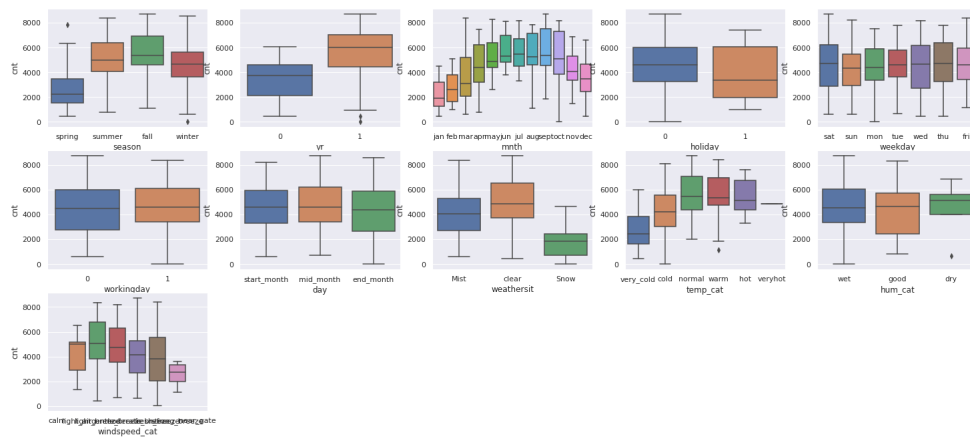 cnt
8000
6000
4000
2000
0
spring summer fall winter
season
cnt
8000
6000
4000
2000
0
0 1
yr
cnt
8000
6000
4000
2000
0
jan feb mar apr may jun jul aug sept oct nov dec
mnth
cnt
8000
6000
4000
2000
0
0 1
holiday
cnt
8000
6000
4000
2000
0
sat sun mon tue wed thu fri
weekday
cnt
8000
6000
4000
2000
0
0 1
workingday
cnt
8000
6000
4000
2000
0
start_month mid_month end_month
day
cnt
8000
6000
4000
2000
0
Mist clear Snow
weathersit
cnt
8000
6000
4000
2000
0
very_cold cold normal warm hot veryhot
temp_cat
cnt
8000
6000
4000
2000
0
wet good dry
hum_cat
cnt
8000
6000
4000
2000
0
calm
windspeed_cat